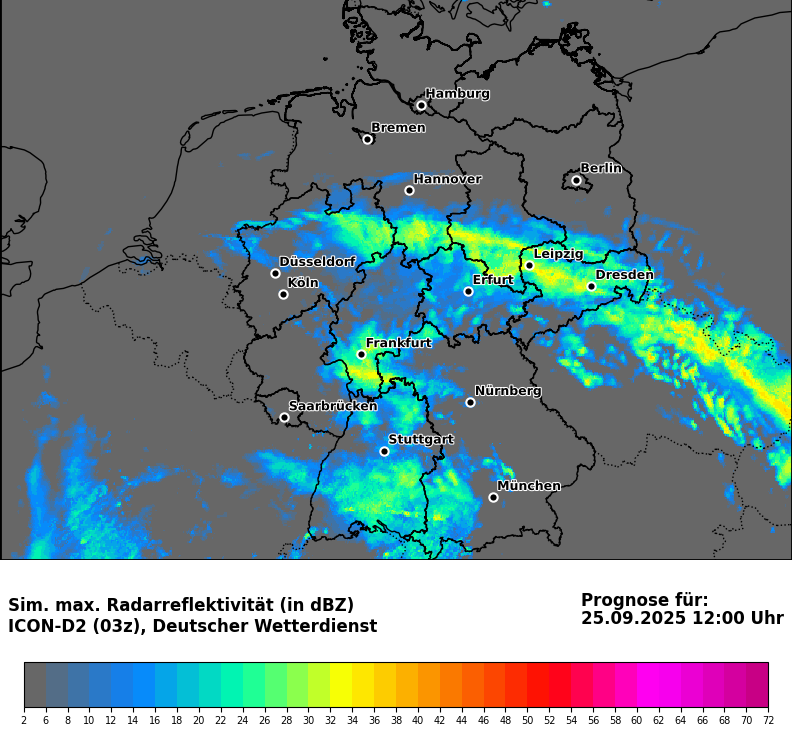 Hamburg
Bremen
Berlin
Hannover
Leipzig
Düsseldorf
Dresden
Köln
Erfurt
Frankfurt
Nürnberg
Saarbrücken
Stuttgart
München
Sim. max. Radarreflektivität (in dBZ)
ICON-D2 (03z), Deutscher Wetterdienst
Prognose für:
25.09.2025 12:00 Uhr
2 6 8 10 12 14 16 18 20 22 24 26 28 30 32 34 36 38 40 42 44 46 48 50 52 54 56 58 60 62 64 66 68 70 72